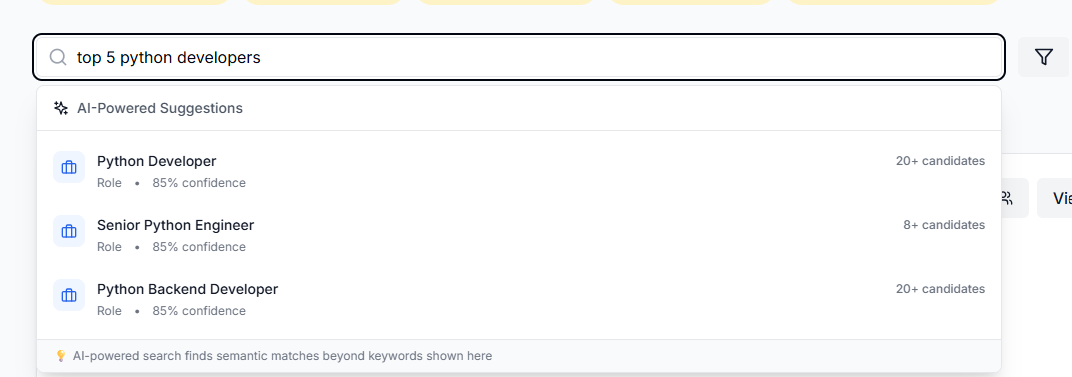 top 5 python developers
AI-Powered Suggestions
Python Developer
20+ candidates
Role • 85% confidence
Senior Python Engineer
8+ candidates
Role • 85% confidence
Python Backend Developer
20+ candidates
Role • 85% confidence
AI-powered search finds semantic matches beyond keywords shown here